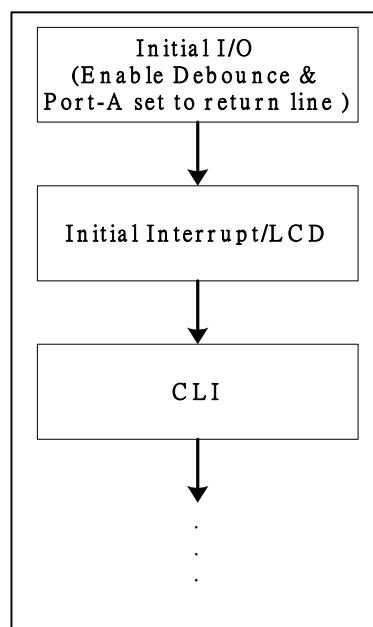 Initial I/O
(Enable Debounce &
Port-A set to return line )
Initial Interrupt/LCD
CLI
.
.
.